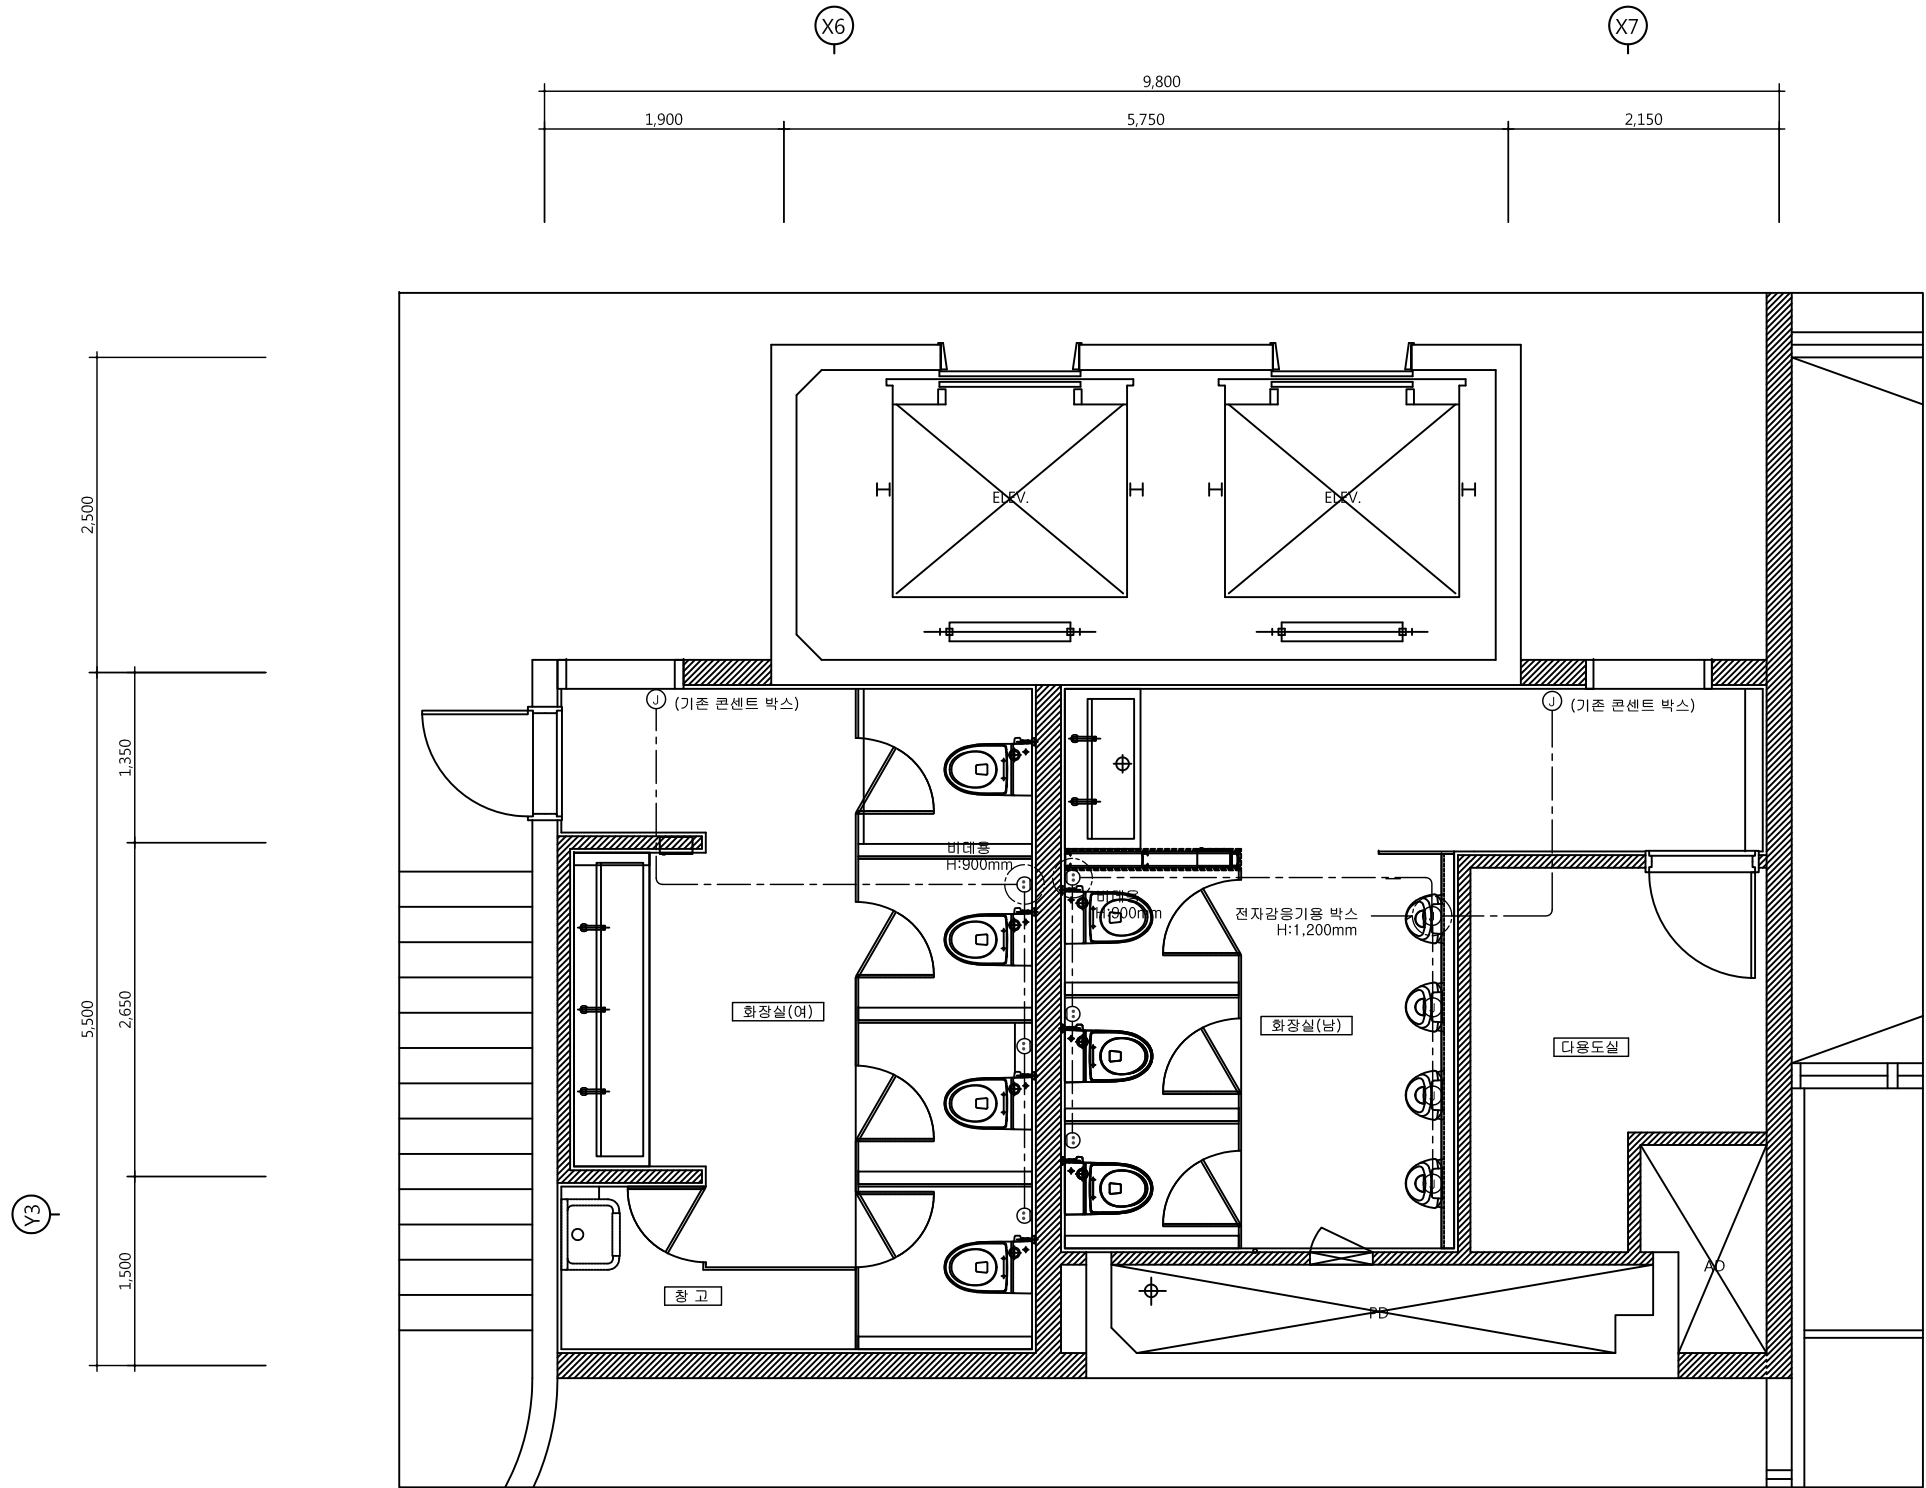 X6
X7
9,800
1,900
5,750
2,150
2,500
ELEV.
ELEV.
J
(기존 콘센트 박스)
J
(기존 콘센트 박스)
1,350
비데용
H:900mm
비데용
H:900mm
전자감응기용 박스
H:1,200mm
J
5,500
2,650
화장실(여)
화장실(남)
J
다용도실
J
J
Y3
1,500
창 고
AD
PD